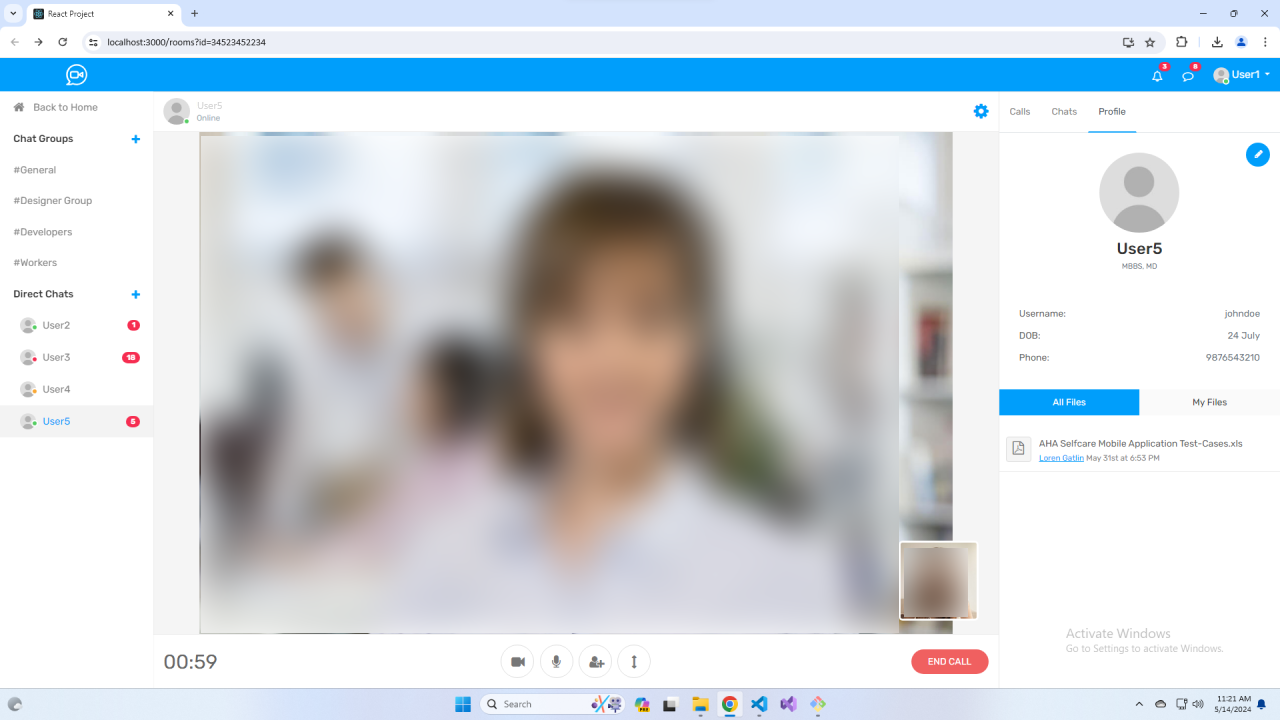 React Project
localhost:3000/rooms?id=34523452234
3
8
User1
Back to Home
Chat Groups
#General
#Designer Group
#Developers
#Workers
Direct Chats
User2
1
User3
18
User4
User5
5
User5
Online
00:59
END CALL
Calls
Chats
Profile
User5
MBBS, MD
Username:
johndoe
DOB:
24 July
Phone:
9876543210
All Files
My Files
AHA Selfcare Mobile Application Test-Cases.xls
Loren Gatlin May 31st at 6:53 PM
Activate Windows
Go to Settings to activate Windows.
Search
11:21 AM
5/14/2024